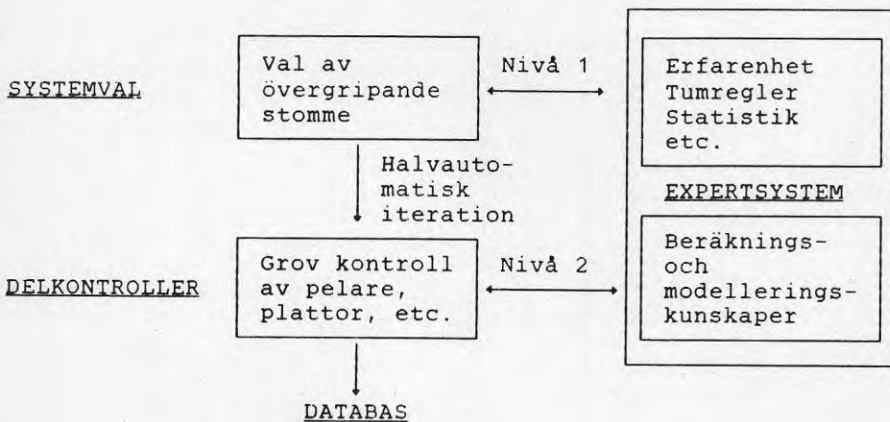 SYSTEMVAL
Val av
övergripande
stomme
Nivå 1
Erfarenhet
Tumregler
Statistik
etc.
Halvauto-
matisk
iteration
EXPERTSYSTEM
DELKONTROLLER
Grov kontroll
av pelare,
plattor, etc.
Nivå 2
Beräknings-
och
modellerings-
kunskaper
DATABAS